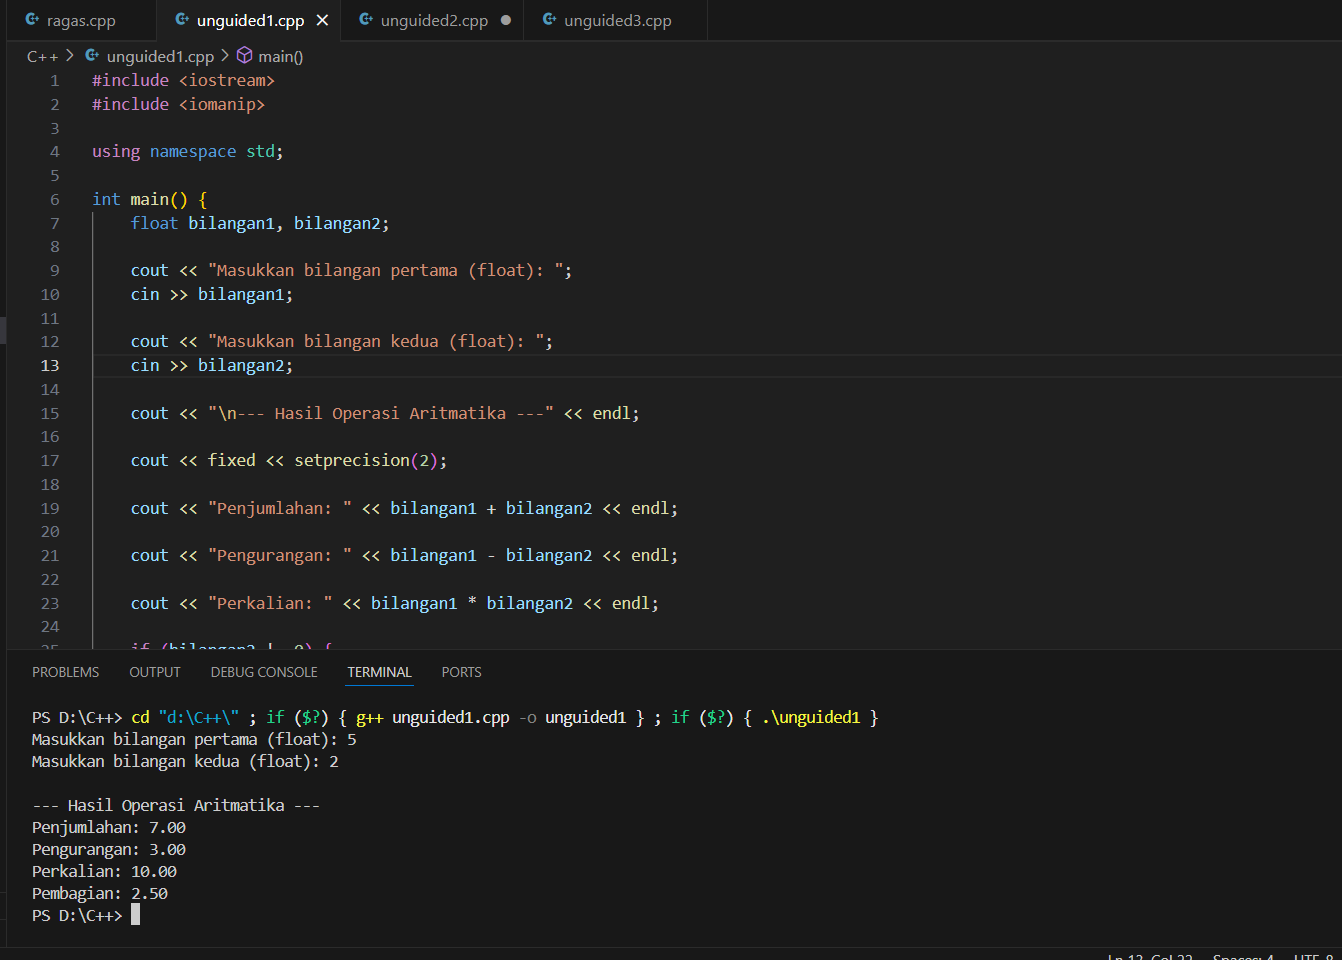 ragas.cpp unguided1.cpp unguided2.cpp unguided3.cpp
C++ > unguided1.cpp > main()
1 #include <iostream>
2 #include <iomanip>
3
4 using namespace std;
5
6 int main() {
7 float bilangan1, bilangan2;
8
9 cout << "Masukkan bilangan pertama (float): ";
10 cin >> bilangan1;
11
12 cout << "Masukkan bilangan kedua (float): ";
13 cin >> bilangan2;
14
15 cout << "\n--- Hasil Operasi Aritmatika ---" << endl;
16
17 cout << fixed << setprecision(2);
18
19 cout << "Penjumlahan: " << bilangan1 + bilangan2 << endl;
20
21 cout << "Pengurangan: " << bilangan1 - bilangan2 << endl;
22
23 cout << "Perkalian: " << bilangan1 * bilangan2 << endl;
24
25 if (bilangan2 != 0) {
PROBLEMS OUTPUT DEBUG CONSOLE TERMINAL PORTS
PS D:\C++> cd "d:\C++\" ; if ($?) { g++ unguided1.cpp -o unguided1 } ; if ($?) { .\unguided1 }
Masukkan bilangan pertama (float): 5
Masukkan bilangan kedua (float): 2
--- Hasil Operasi Aritmatika ---
Penjumlahan: 7.00
Pengurangan: 3.00
Perkalian: 10.00
Pembagian: 2.50
PS D:\C++>
Ln 13, Col 22 Spaces: 4 UTF-8